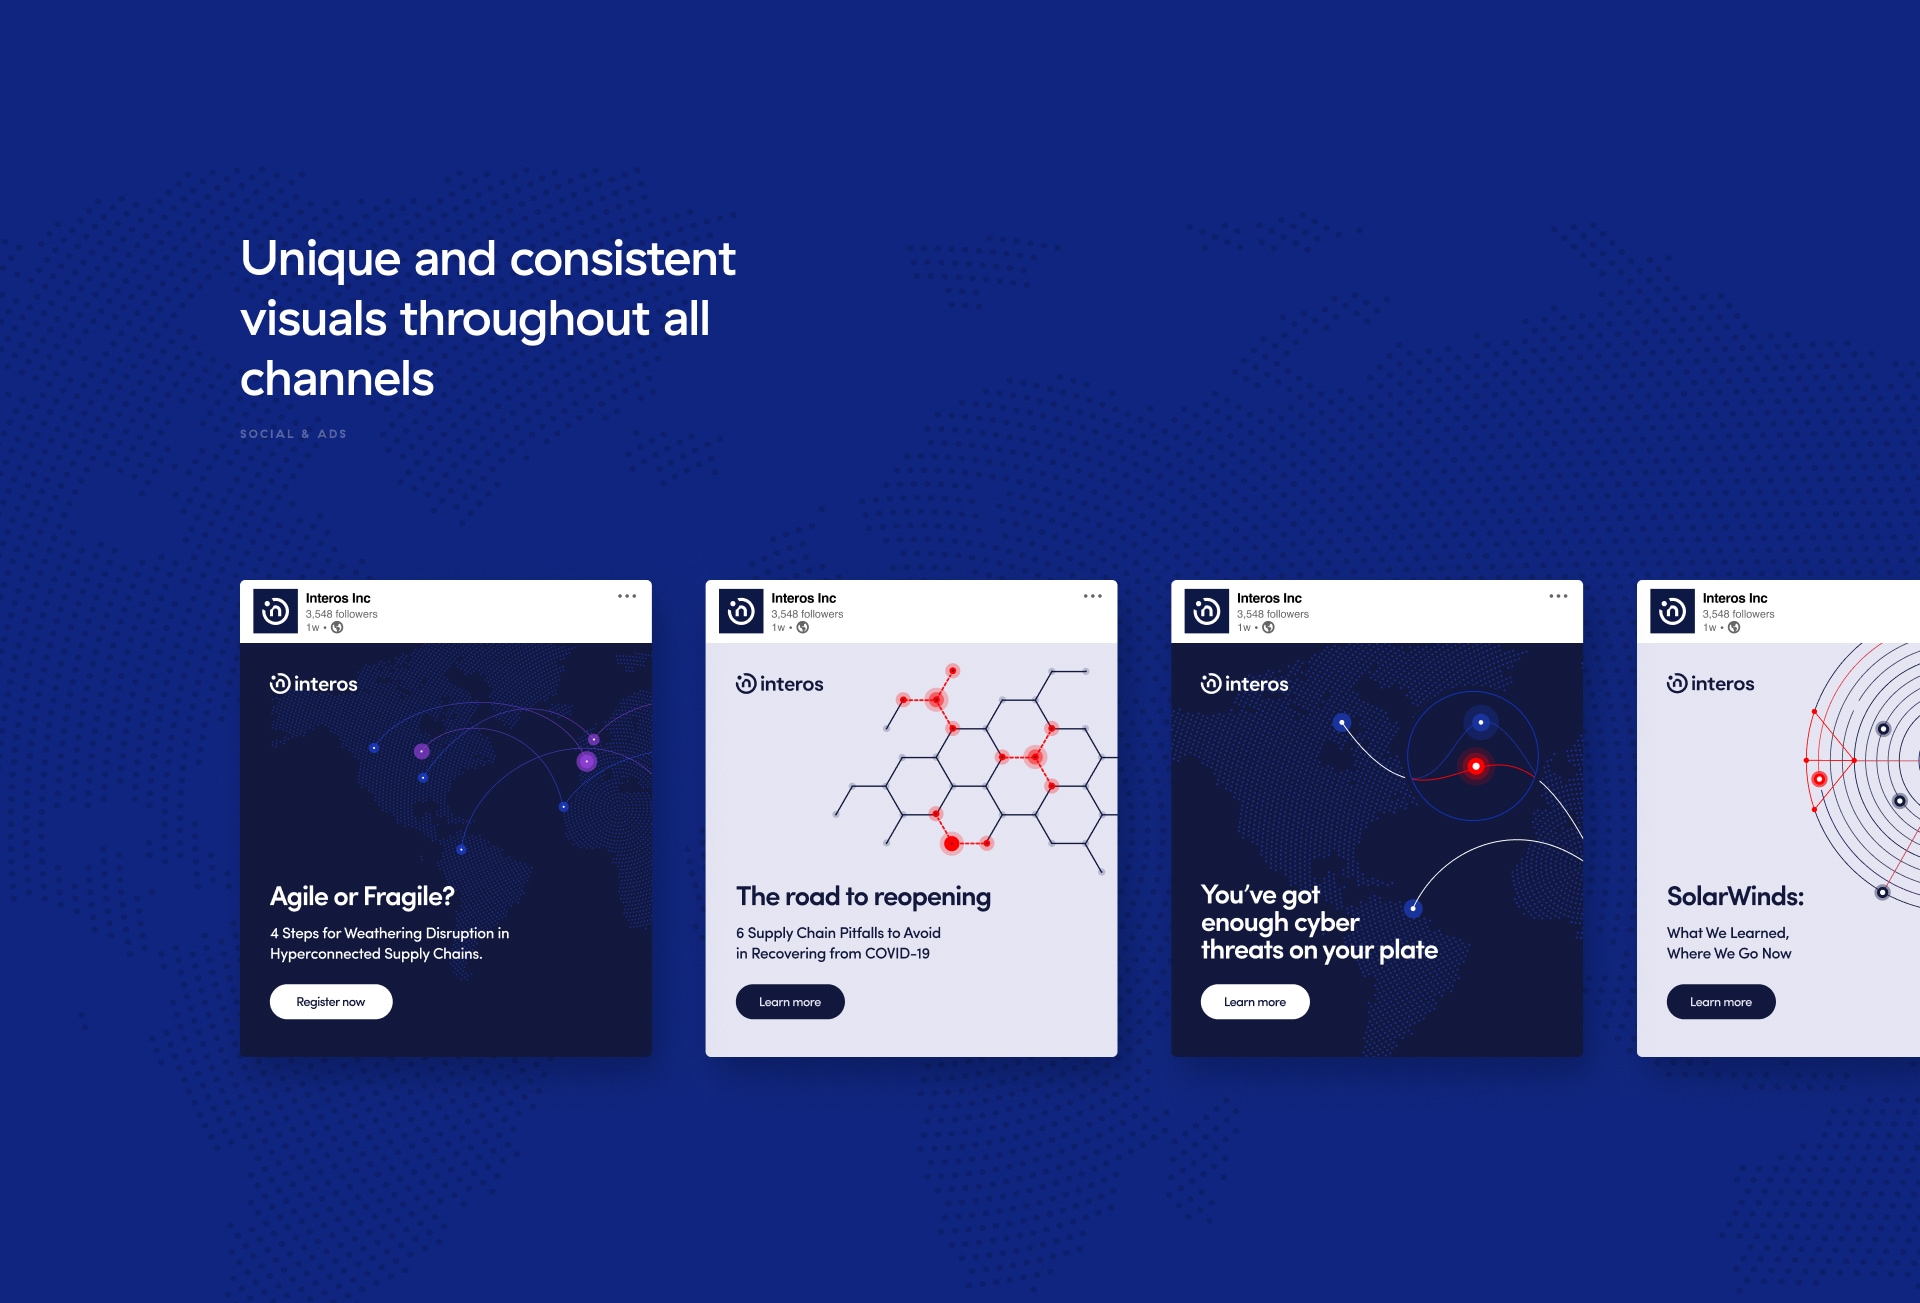 Unique and consistent
visuals throughout all
channels
SOCIAL & ADS
Interos Inc
3,548 followers
1w •
interos
Agile or Fragile?
4 Steps for Weathering Disruption in
Hyperconnected Supply Chains.
Register now
Interos Inc
3,548 followers
1w •
interos
The road to reopening
6 Supply Chain Pitfalls to Avoid
in Recovering from COVID-19
Learn more
Interos Inc
3,548 followers
1w •
interos
You've got
enough cyber
threats on your plate
Learn more
Interos Inc
3,548 followers
1w •
interos
SolarWinds:
What We Learned,
Where We Go Now
Learn more